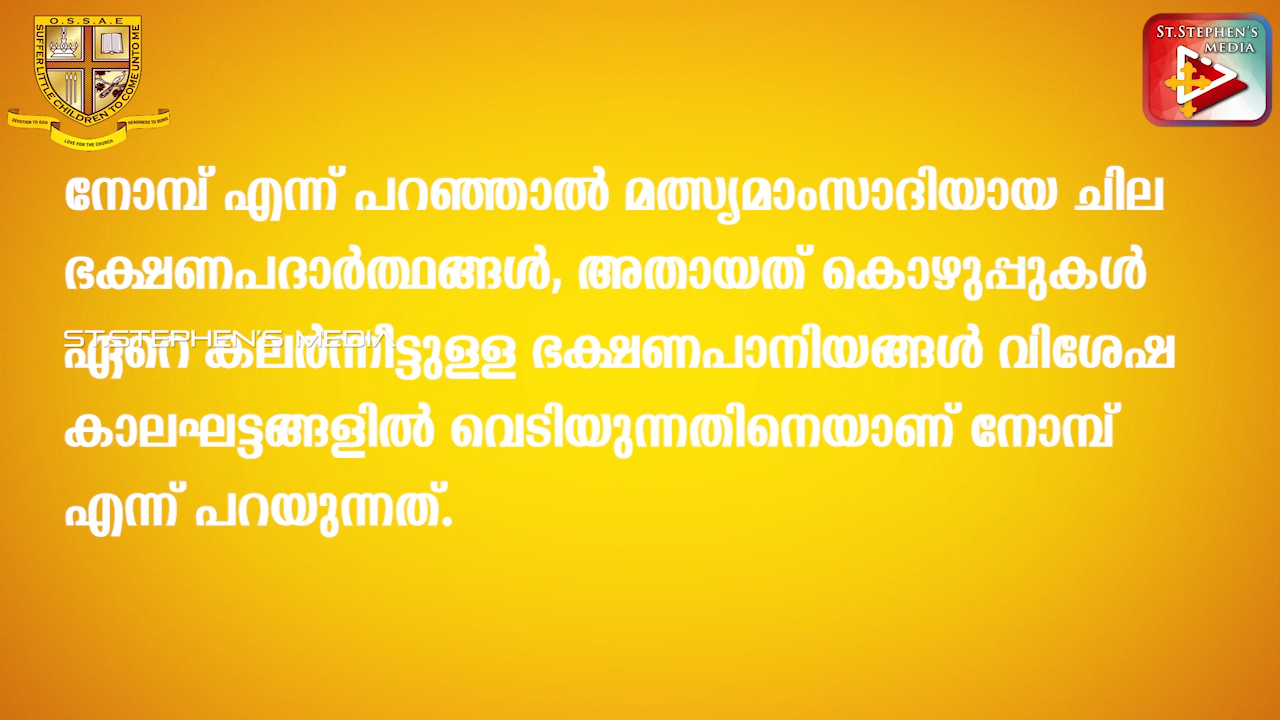 O.S.S.A.E
SUFFER LITTLE CHILDREN TO COME UNTO ME
DEVOTION TO GOD
LOVE FOR THE CHURCH
READINESS TO SERVE
ST.STEPHEN'S
MEDIA
നോമ്പ് എന്ന് പറഞ്ഞാൽ മത്സ്യമാംസാദിയായ ചില
ഭക്ഷണപദാർത്ഥങ്ങൾ, അതായത് കൊഴുപ്പുകൾ
ST.STEPHEN'S MEDIA
ഏറെ കലർന്നിട്ടുള്ള ഭക്ഷണപാനിയങ്ങൾ വിശേഷ
കാലഘട്ടങ്ങളിൽ വെടിയുന്നതിനെയാണ് നോമ്പ്
എന്ന് പറയുന്നത്.